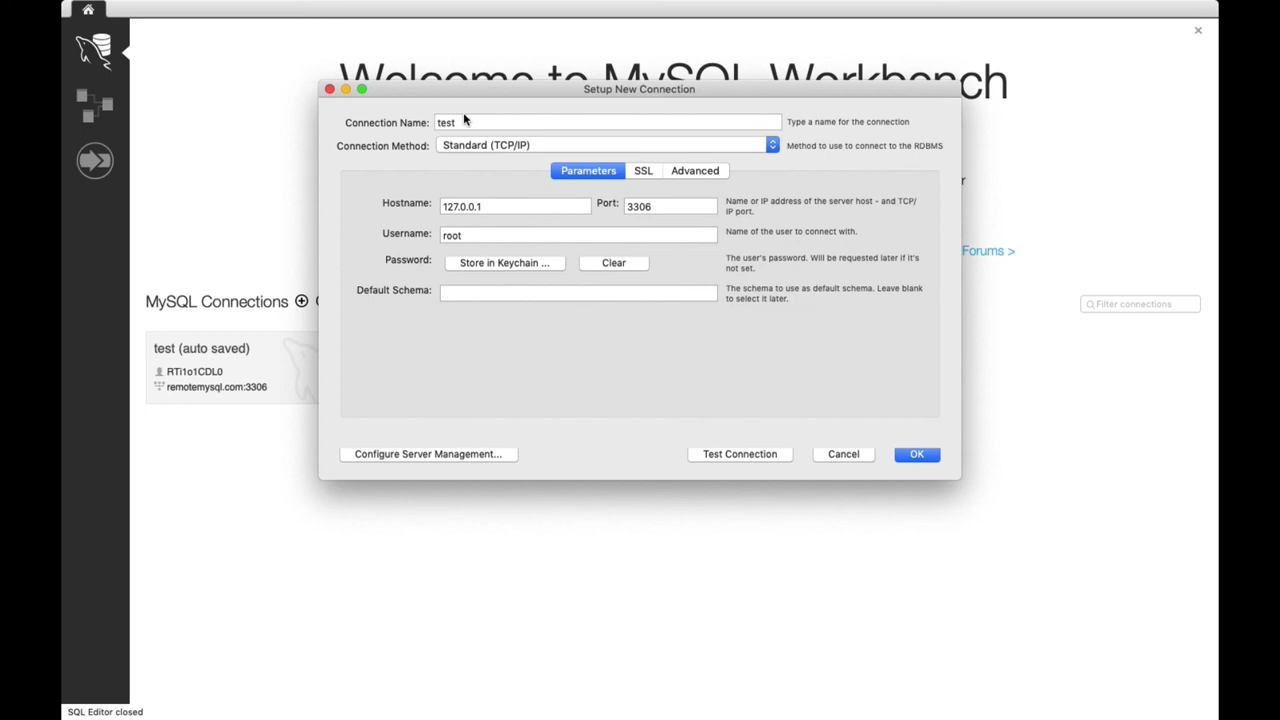 Welcome to MySQL Workbench
Setup New Connection
Connection Name: test Type a name for the connection
Connection Method: Standard (TCP/IP) Method to use to connect to the RDBMS
Parameters SSL Advanced
Hostname: 127.0.0.1 Port: 3306 Name or IP address of the server host - and TCP/
IP port.
Username: root Name of the user to connect with.
Password: Store in Keychain ... Clear The user's password. Will be requested later if it's
not set.
Default Schema: The schema to use as default schema. Leave blank
to select it later.
Configure Server Management... Test Connection Cancel OK
Forums >
MySQL Connections
Filter connections
test (auto saved)
RTi1o1CDL0
remotemysql.com:3306
SQL Editor closed